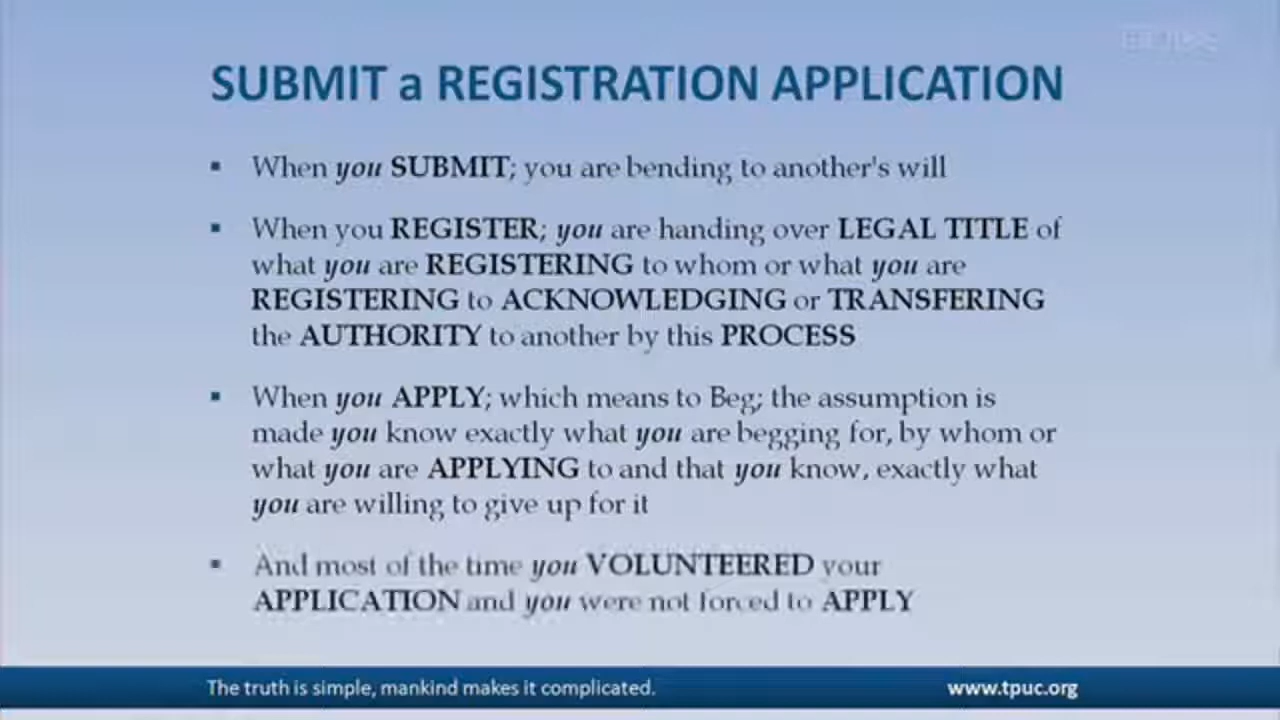 SUBMIT a REGISTRATION APPLICATION
▪ When you SUBMIT; you are bending to another's will
▪ When you REGISTER; you are handing over LEGAL TITLE of
what you are REGISTERING to whom or what you are
REGISTERING to ACKNOWLEDGING or TRANSFERING
the AUTHORITY to another by this PROCESS
▪ When you APPLY; which means to Beg; the assumption is
made you know exactly what you are begging for, by whom or
what you are APPLYING to and that you know, exactly what
you are willing to give up for it
▪ And most of the time you VOLUNTEERED your
APPLICATION and you were not forced to APPLY
The truth is simple, mankind makes it complicated.
www.tpuc.org